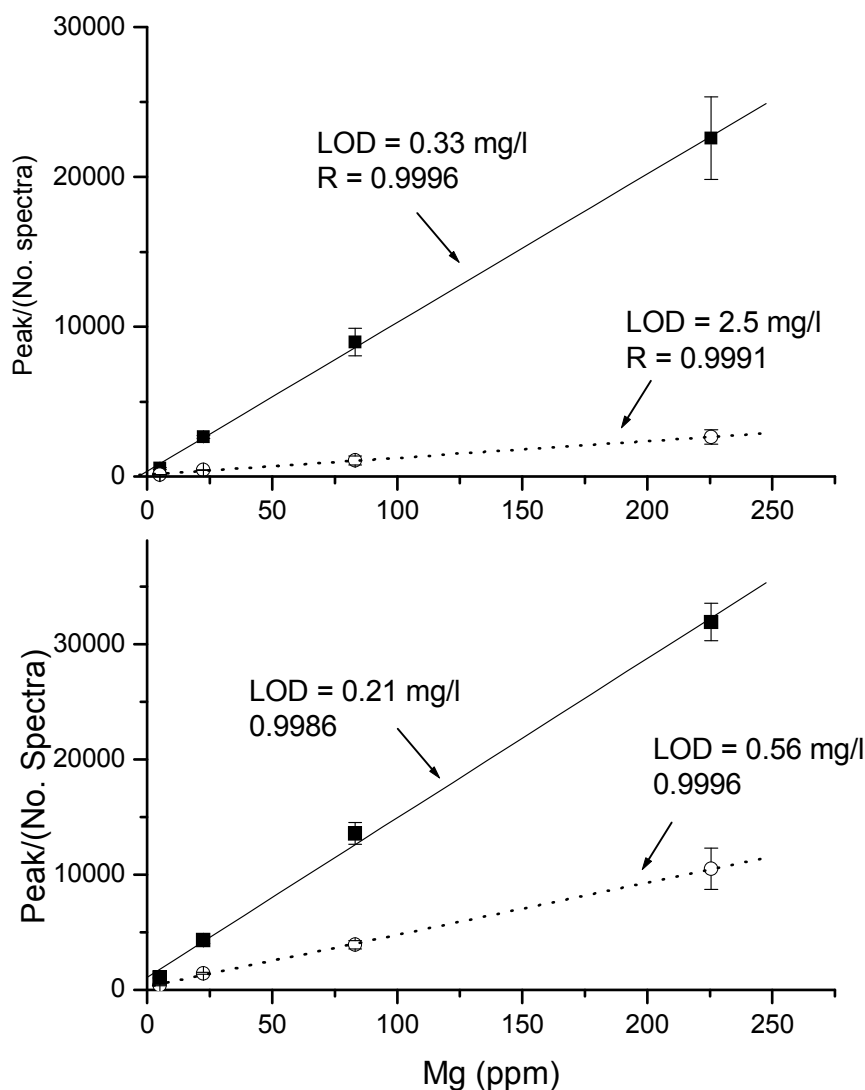 30000
20000
10000
0
Peak/(No. spectra)
LOD = 0.33 mg/l
R = 0.9996
LOD = 2.5 mg/l
R = 0.9991
0
50
100
150
200
250
30000
20000
10000
0
Peak/(No. Spectra)
LOD = 0.21 mg/l
0.9986
LOD = 0.56 mg/l
0.9996
0
50
100
150
200
250
Mg (ppm)